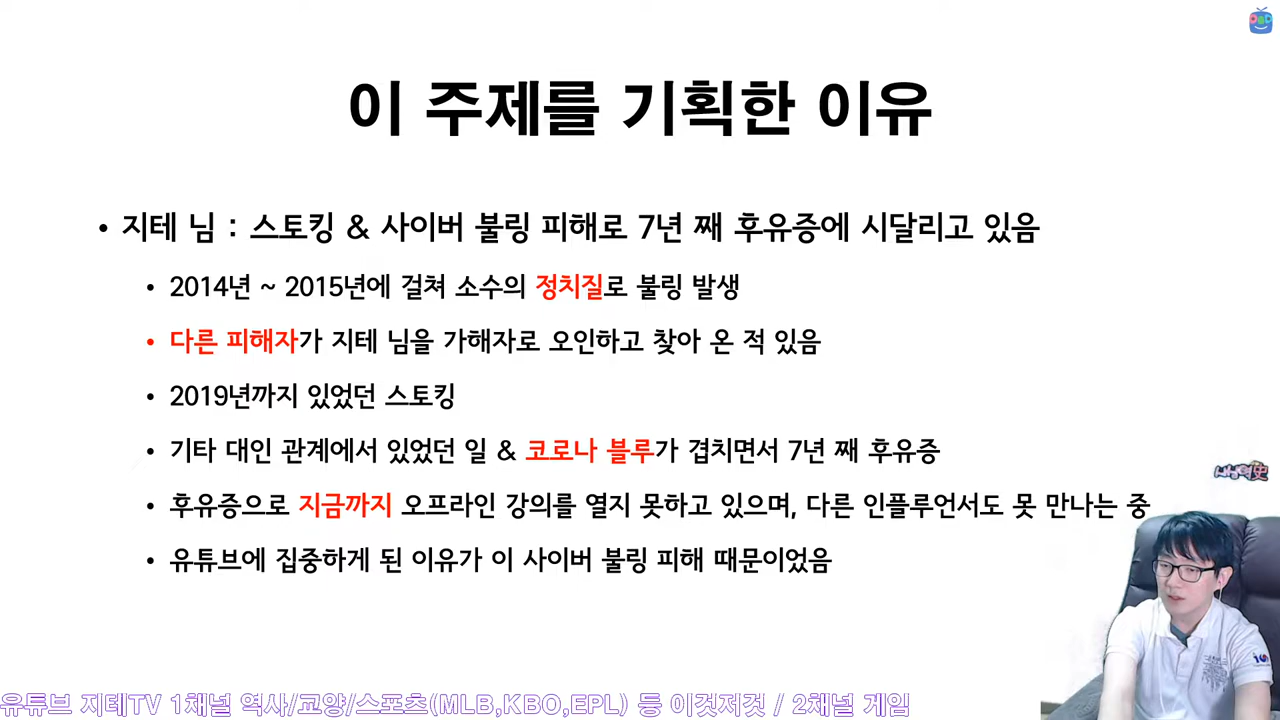 이 주제를 기획한 이유
• 지테 님 : 스토킹 & 사이버 불링 피해로 7년 째 후유증에 시달리고 있음
• 2014년 ~ 2015년에 걸쳐 소수의 정치질로 불링 발생
• 다른 피해자가 지테 님을 가해자로 오인하고 찾아 온 적 있음
• 2019년까지 있었던 스토킹
• 기타 대인 관계에서 있었던 일 & 코로나 블루가 겹치면서 7년 째 후유증
• 후유증으로 지금까지 오프라인 강의를 열지 못하고 있으며, 다른 인플루언서도 못 만나는 중
• 유튜브에 집중하게 된 이유가 이 사이버 불링 피해 때문이었음
유튜브 지테TV 1채널 역사/교양/스포츠(MLB,KBO,EPL) 등 이것저것 / 2채널 게임